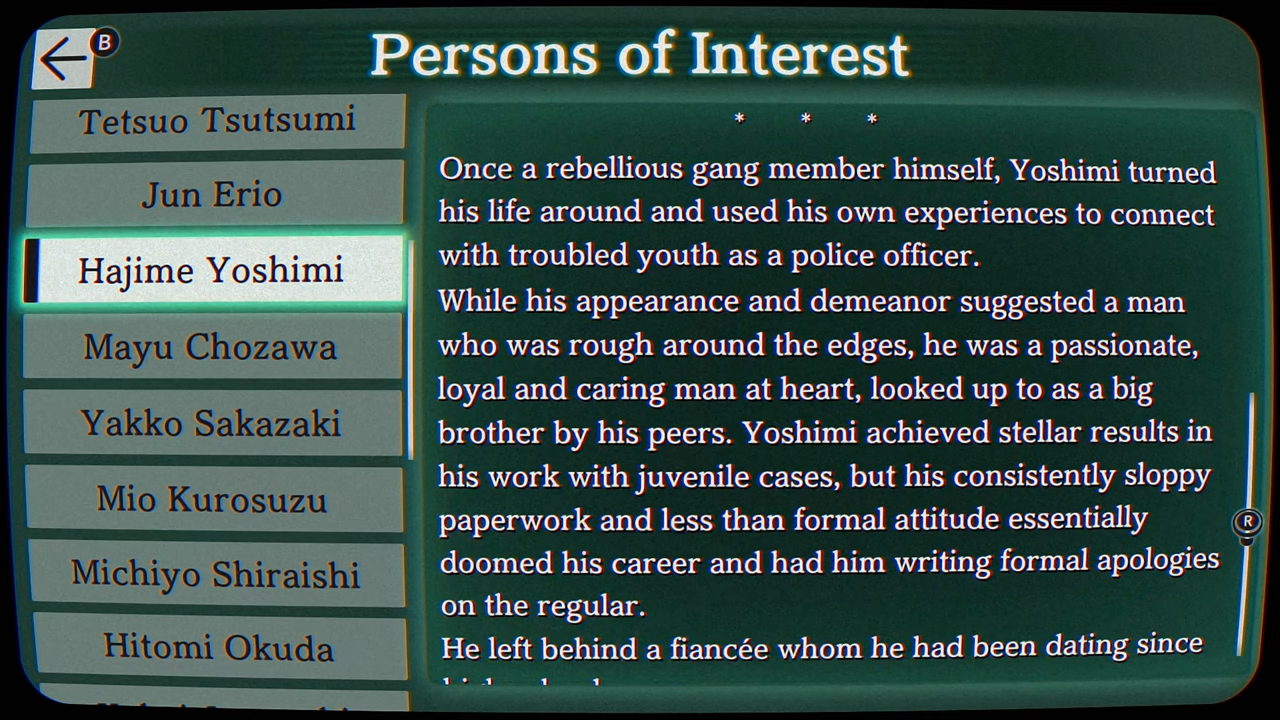 B
Persons of Interest
Tetsuo Tsutsumi
Jun Erio
Hajime Yoshimi
Mayu Chozawa
Yakko Sakazaki
Mio Kurosuzu
Michiyo Shiraishi
Hitomi Okuda
* * *
Once a rebellious gang member himself, Yoshimi turned
his life around and used his own experiences to connect
with troubled youth as a police officer.
While his appearance and demeanor suggested a man
who was rough around the edges, he was a passionate,
loyal and caring man at heart, looked up to as a big
brother by his peers. Yoshimi achieved stellar results in
his work with juvenile cases, but his consistently sloppy
paperwork and less than formal attitude essentially
doomed his career and had him writing formal apologies
on the regular.
He left behind a fiancée whom he had been dating since
R